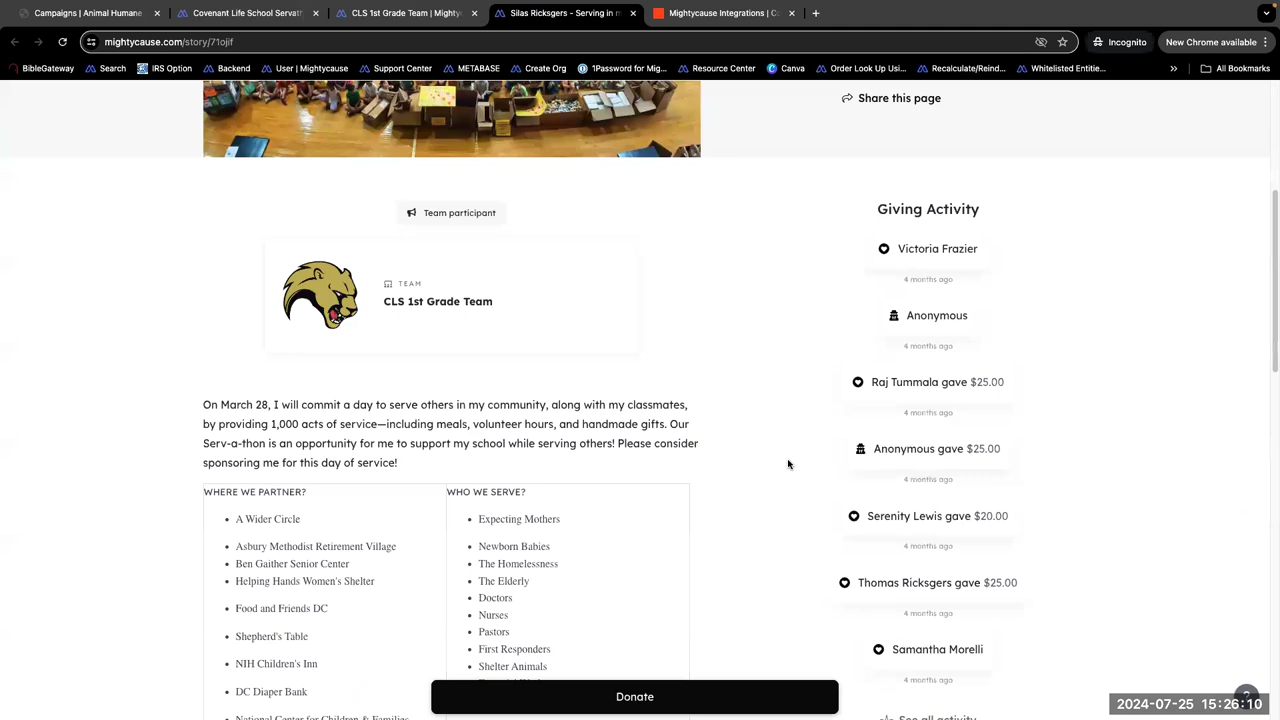 Campaigns | Animal Humane
Covenant Life School Servath
CLS 1st Grade Team | Mighty
Silas Ricksgers - Serving in m
Mightycause Integrations | C
mightycause.com/story/71ojif
Incognito
New Chrome available
BibleGateway
Search
IRS Option
Backend
User | Mightycause
Support Center
METABASE
Create Org
1Password for Mig...
Resource Center
Canva
Order Look Up Usi...
Recalculate/Reind...
Whitelisted Entitie...
All Bookmarks
Share this page
Team participant
TEAM
CLS 1st Grade Team
On March 28, I will commit a day to serve others in my community, along with my classmates,
by providing 1,000 acts of service—including meals, volunteer hours, and handmade gifts. Our
Serv-a-thon is an opportunity for me to support my school while serving others! Please consider
sponsoring me for this day of service!
WHERE WE PARTNER?
A Wider Circle
Asbury Methodist Retirement Village
Ben Gaither Senior Center
Helping Hands Women's Shelter
Food and Friends DC
Shepherd's Table
NIH Children's Inn
DC Diaper Bank
National Center for Children & Families
WHO WE SERVE?
Expecting Mothers
Newborn Babies
The Homelessness
The Elderly
Doctors
Nurses
Pastors
First Responders
Shelter Animals
Giving Activity
Victoria Frazier
4 months ago
Anonymous
4 months ago
Raj Tummala gave $25.00
4 months ago
Anonymous gave $25.00
4 months ago
Serenity Lewis gave $20.00
4 months ago
Thomas Ricksgers gave $25.00
4 months ago
Samantha Morelli
4 months ago
See all activity
Donate
?
2024-07-25 15:26:10